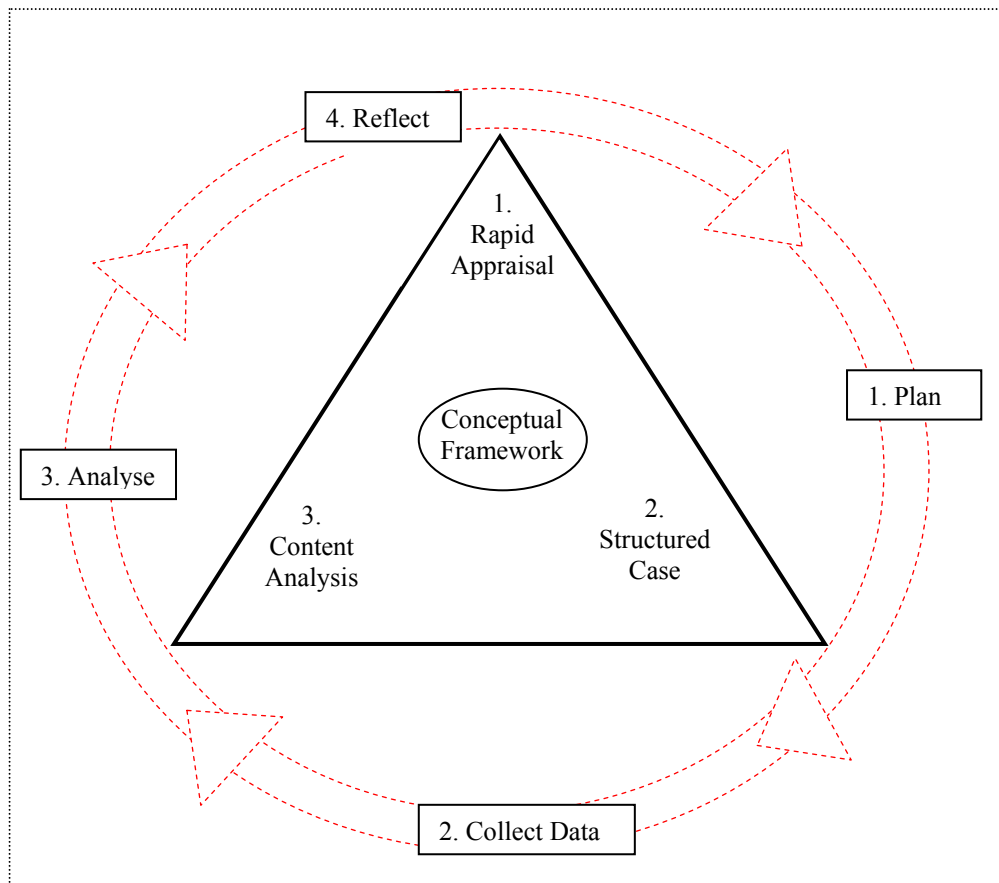 4. Reflect
1.
Rapid
Appraisal
1. Plan
Conceptual
Framework
3. Analyse
3.
Content
Analysis
2.
Structured
Case
2. Collect Data